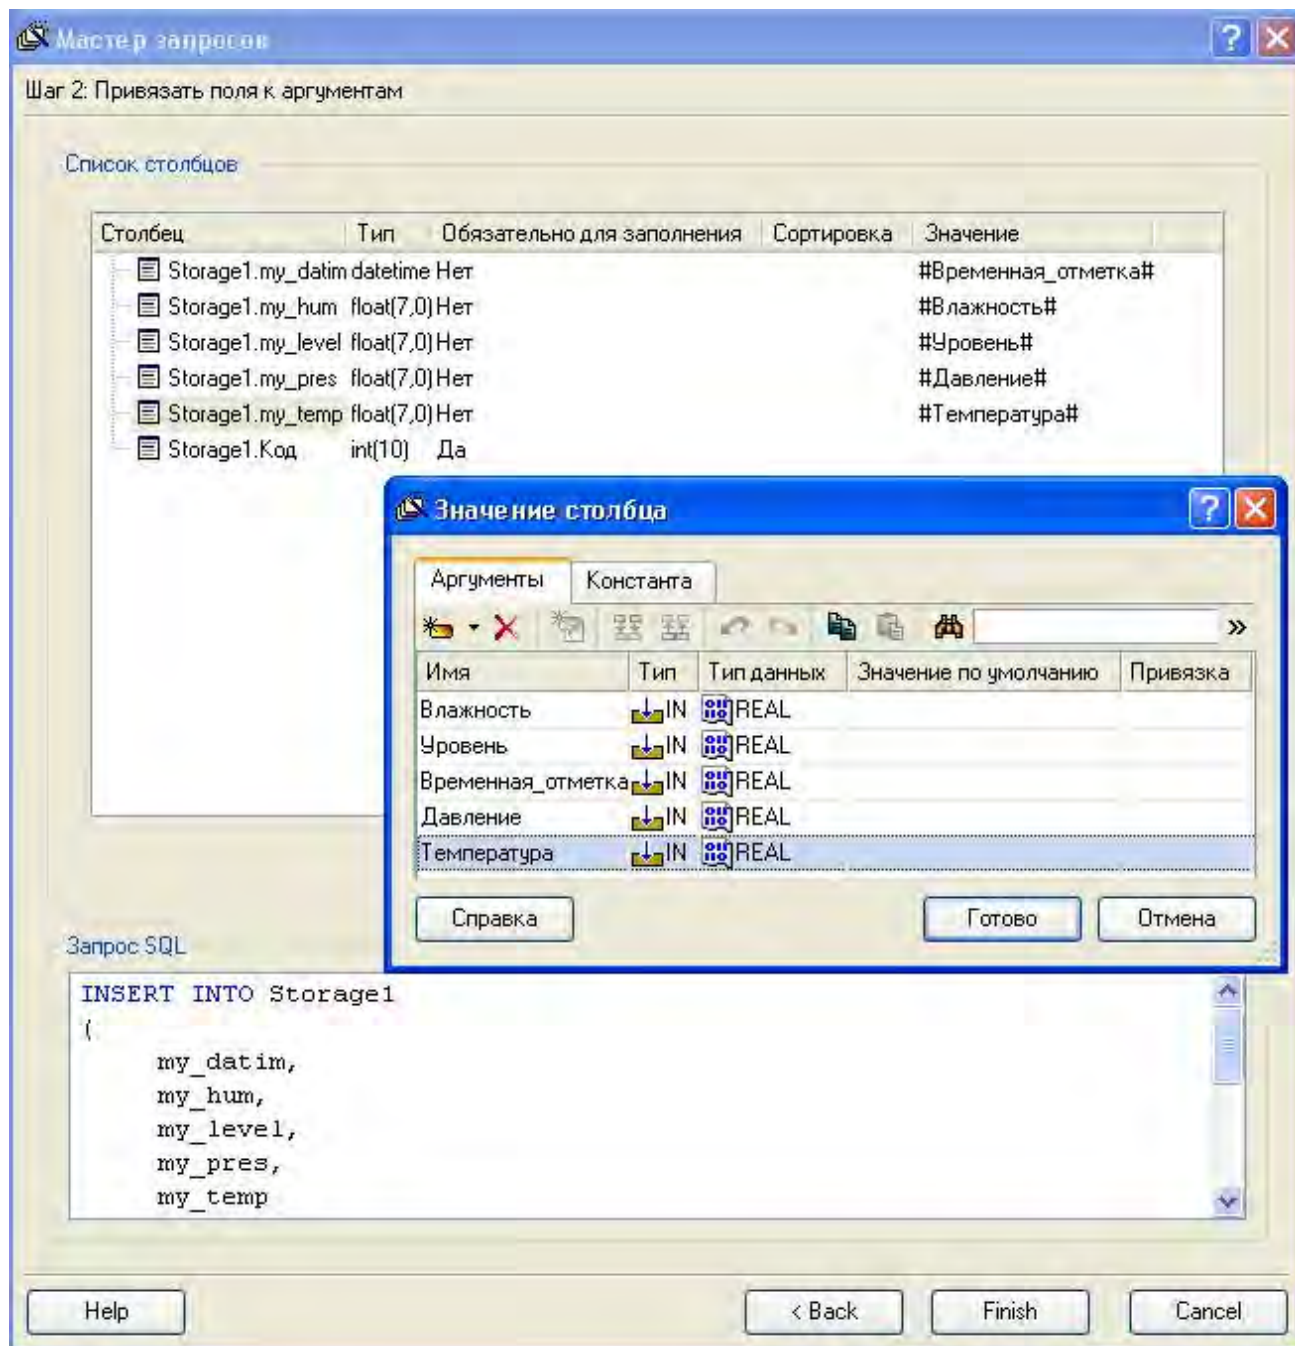 Мастер запросов
Шаг 2: Привязать поля к аргументам
Список столбцов
Столбец Тип Обязательно для заполнения Сортировка Значение
Storage1.my_datim datetime Нет #Временная_отметка#
Storage1.my_hum float(7,0) Нет #Влажность#
Storage1.my_level float(7,0) Нет #Уровень#
Storage1.my_pres float(7,0) Нет #Давление#
Storage1.my_temp float(7,0) Нет #Температура#
Storage1.Код int(10) Да
Значение столбца
Аргументы Константа
»
Имя Тип Тип данных Значение по умолчанию Привязка
Влажность IN REAL
Уровень IN REAL
Временная_отметка IN REAL
Давление IN REAL
Температура IN REAL
Справка Готово Отмена
Запрос SQL
INSERT INTO Storage1
(
my_datim,
my_hum,
my_level,
my_pres,
my_temp
Help < Back Finish Cancel